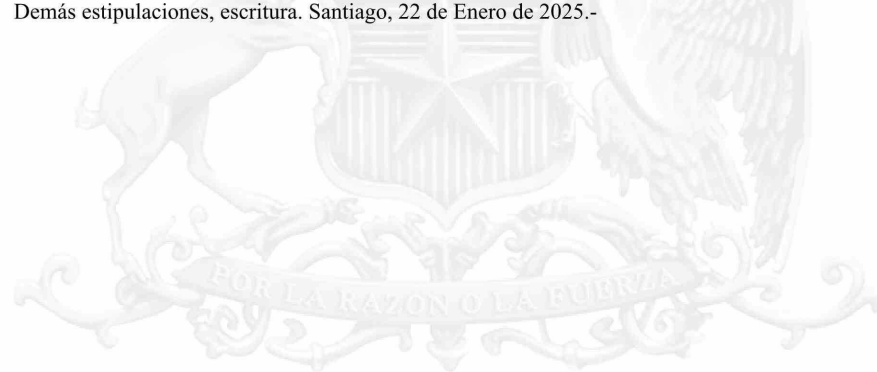 Demás estipulaciones, escritura. Santiago, 22 de Enero de 2025.-
POR LA RAZON O LA FUERZA